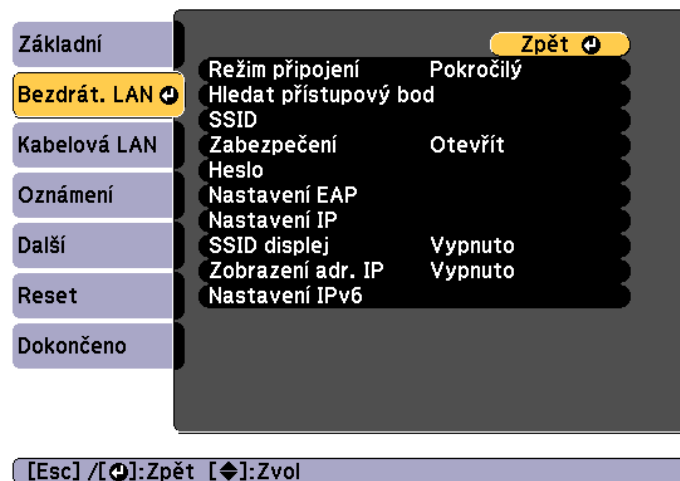 Základní
Bezdrát. LAN
Kabelová LAN
Oznámení
Další
Reset
Dokončeno
Zpět
Režim připojení Pokročilý
Hledat přístupový bod
SSID
Zabezpečení Otevřít
Heslo
Nastavení EAP
Nastavení IP
SSID displej Vypnuto
Zobrazení adr. IP Vypnuto
Nastavení IPv6
[Esc] /[⏎]:Zpět [◆]:Zvol